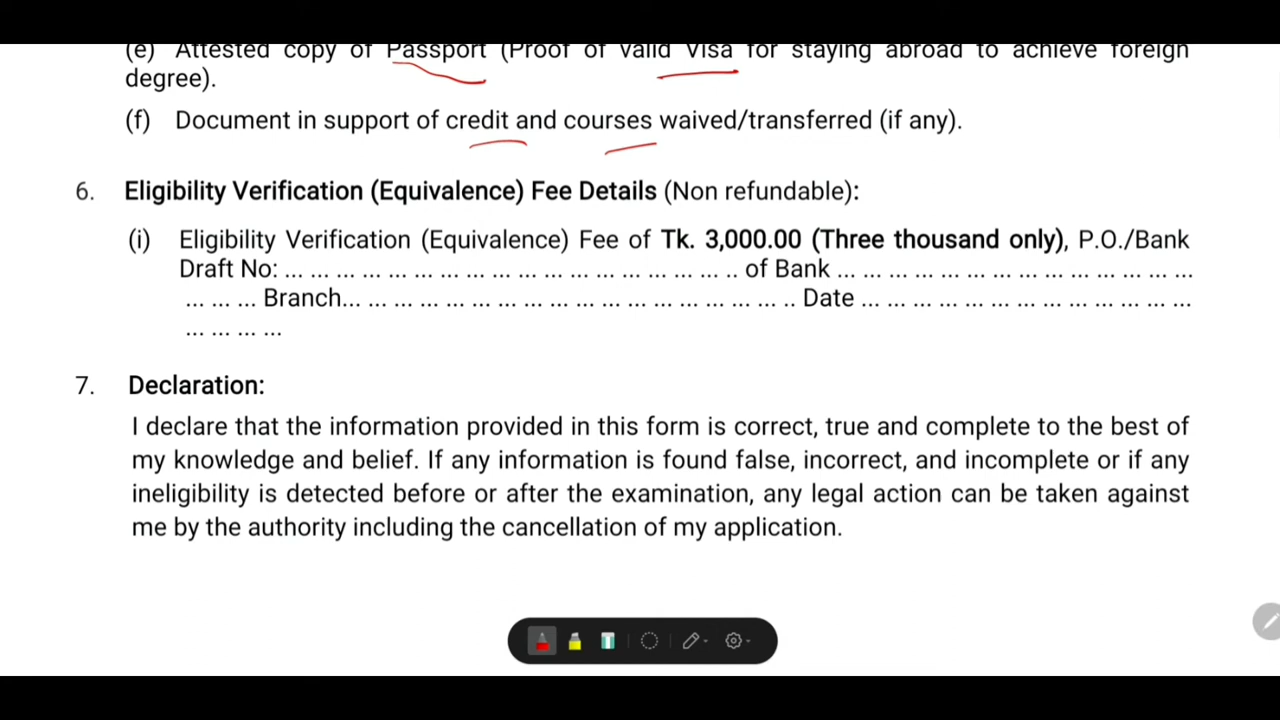 (e) Attested copy of Passport (Proof of valid Visa for staying abroad to achieve foreign
degree).
(f) Document in support of credit and courses waived/transferred (if any).
6. Eligibility Verification (Equivalence) Fee Details (Non refundable):
(i) Eligibility Verification (Equivalence) Fee of Tk. 3,000.00 (Three thousand only), P.O./Bank
Draft No: ... ... ... ... ... ... ... ... ... ... ... ... ... ... ... ... ... .. of Bank ... ... ... ... ... ... ... ... ... ... ... ... ... ...
... ... ... Branch... ... ... ... ... ... ... ... ... ... ... ... ... ... ... ... ... .. Date ... ... ... ... ... ... ... ... ... ... ... ... ...
... ... ... ...
7. Declaration:
I declare that the information provided in this form is correct, true and complete to the best of
my knowledge and belief. If any information is found false, incorrect, and incomplete or if any
ineligibility is detected before or after the examination, any legal action can be taken against
me by the authority including the cancellation of my application.